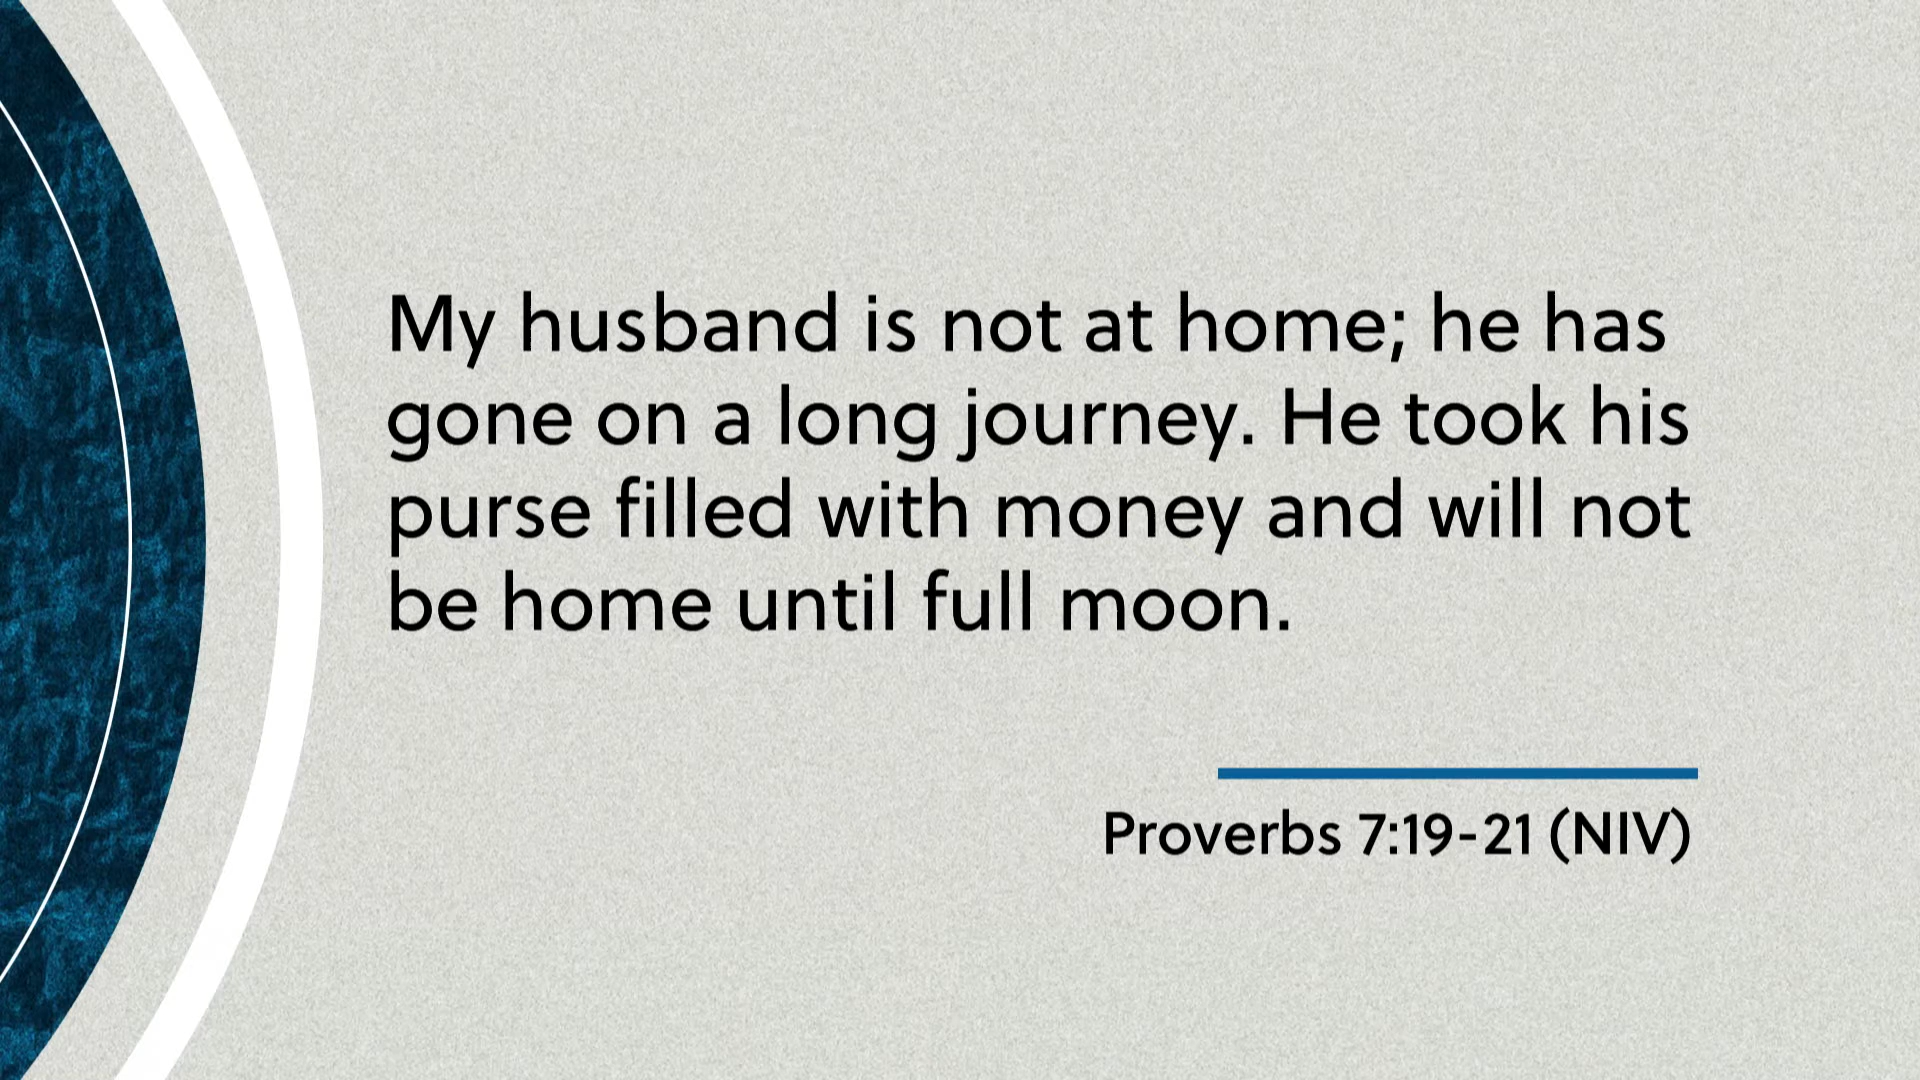 My husband is not at home; he has
gone on a long journey. He took his
purse filled with money and will not
be home until full moon.
Proverbs 7:19-21 (NIV)